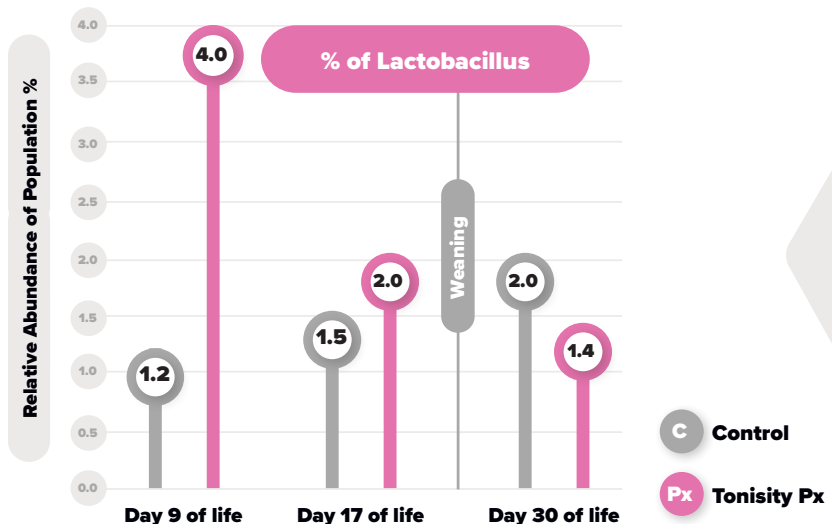 % of Lactobacillus
Relative Abundance of Population %
4.0
3.5
3.0
2.5
2.0
1.5
1.0
0.5
0.0
1.2
4.0
1.5
2.0
Weaning
2.0
1.4
Day 9 of life
Day 17 of life
Day 30 of life
C Control
Px Tonisity Px